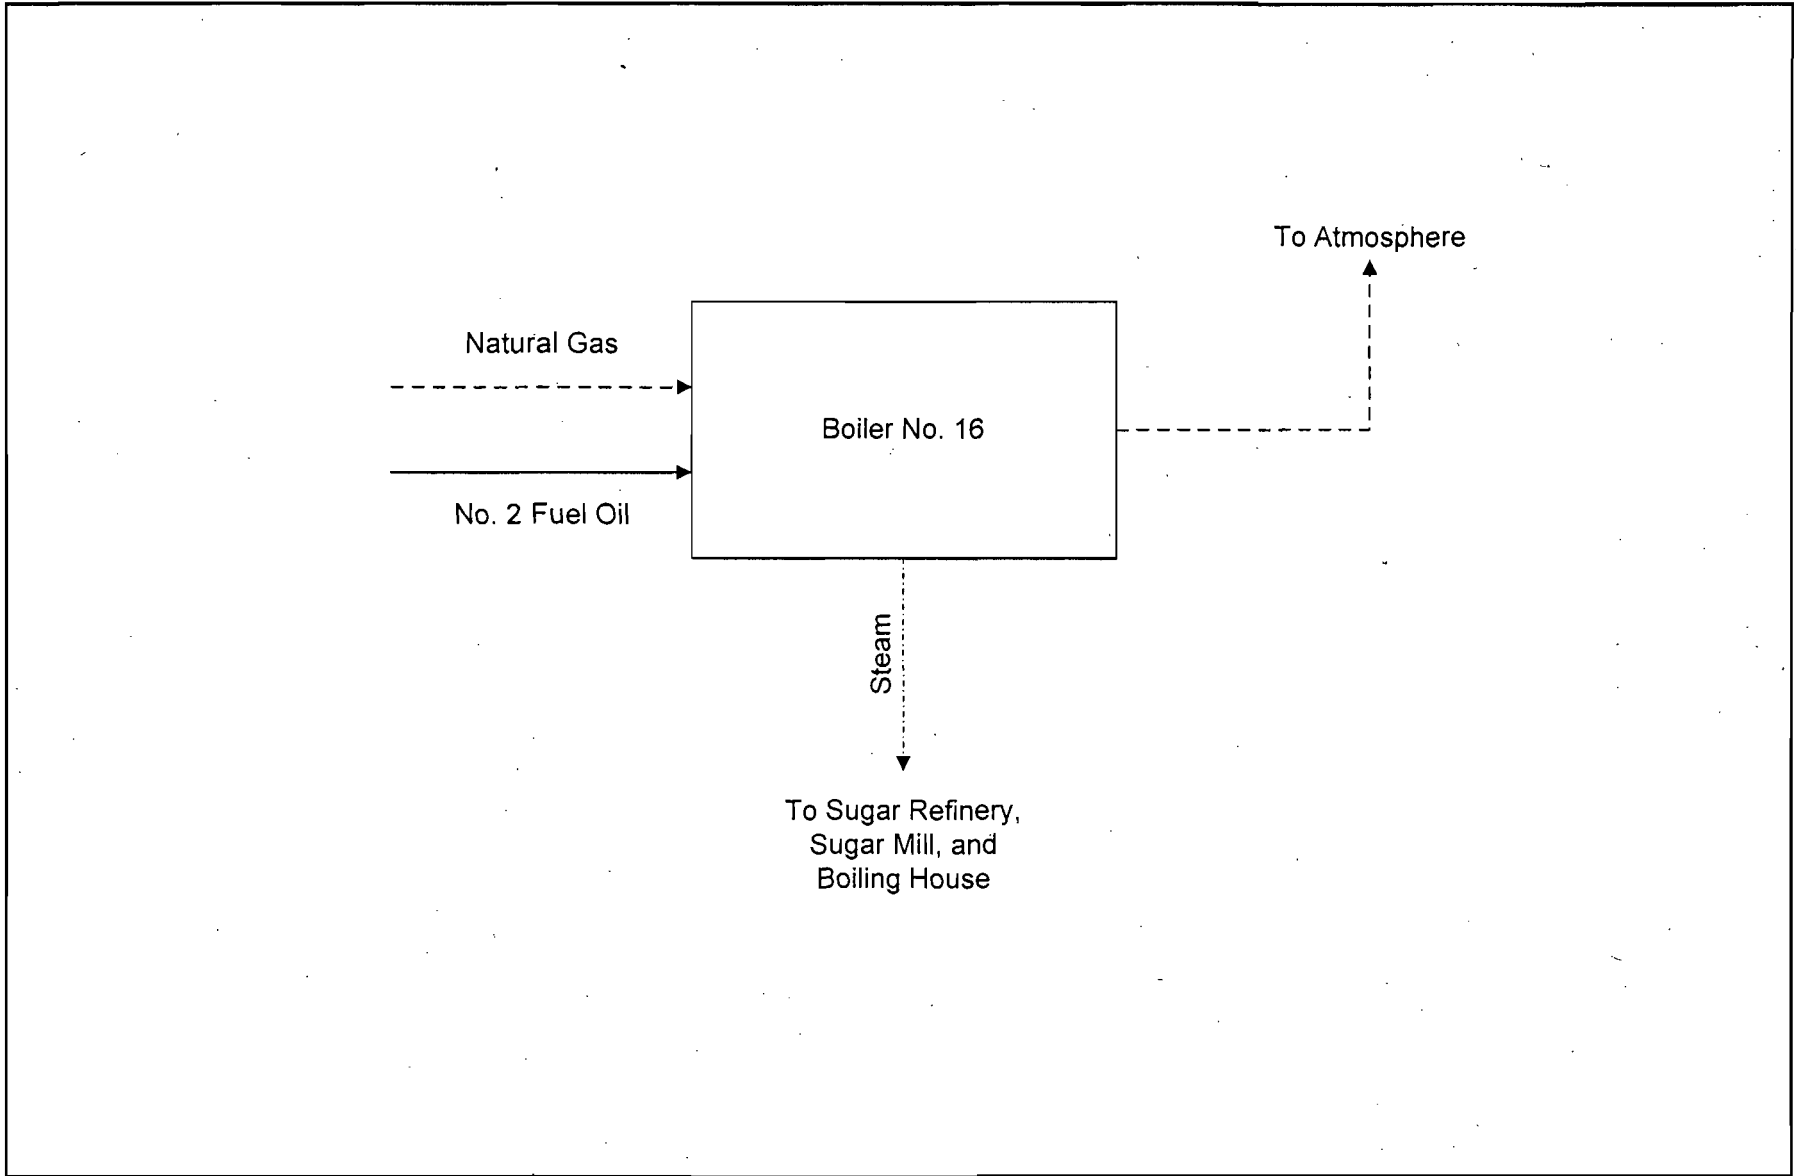 To Atmosphere
Natural Gas
Boiler No. 16
No. 2 Fuel Oil
Steam
To Sugar Refinery,
Sugar Mill, and
Boiling House